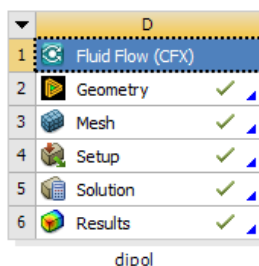 D
1 Fluid Flow (CFX)
2 Geometry
3 Mesh
4 Setup
5 Solution
6 Results
dipol